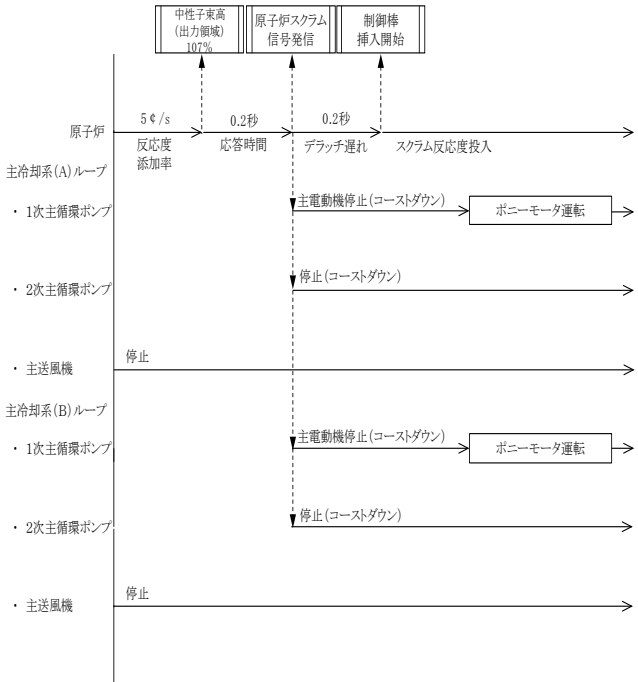 中性子束高
(出力領域)
107%
原子炉スクラム
信号発信
制御棒
挿入開始
5￠/s
0.2秒
0.2秒
原子炉
反応度
添加率
応答時間
デラッチ遅れ
スクラム反応度投入
主冷却系(A)ループ
・ 1次主循環ポンプ
主電動機停止(コーストダウン)
ポニーモータ運転
・ 2次主循環ポンプ
停止(コーストダウン)
・ 主送風機
停止
主冷却系(B)ループ
・ 1次主循環ポンプ
主電動機停止(コーストダウン)
ポニーモータ運転
・ 2次主循環ポンプ
停止(コーストダウン)
・ 主送風機
停止